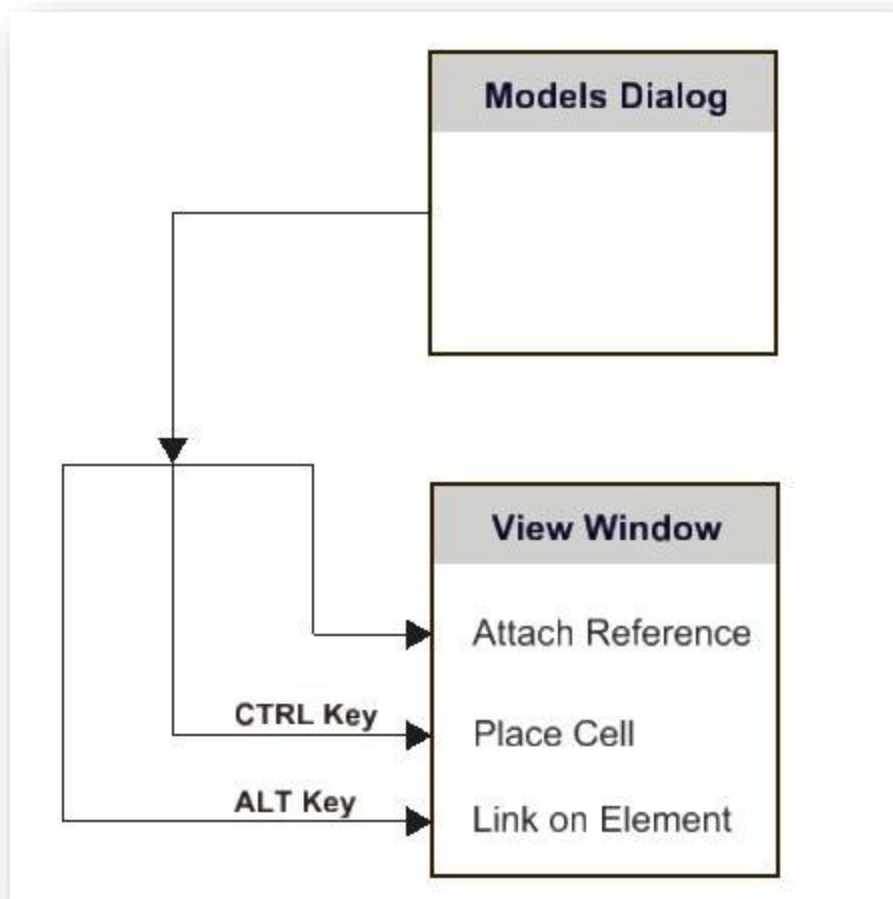 Models Dialog
View Window
Attach Reference
CTRL Key
Place Cell
ALT Key
Link on Element